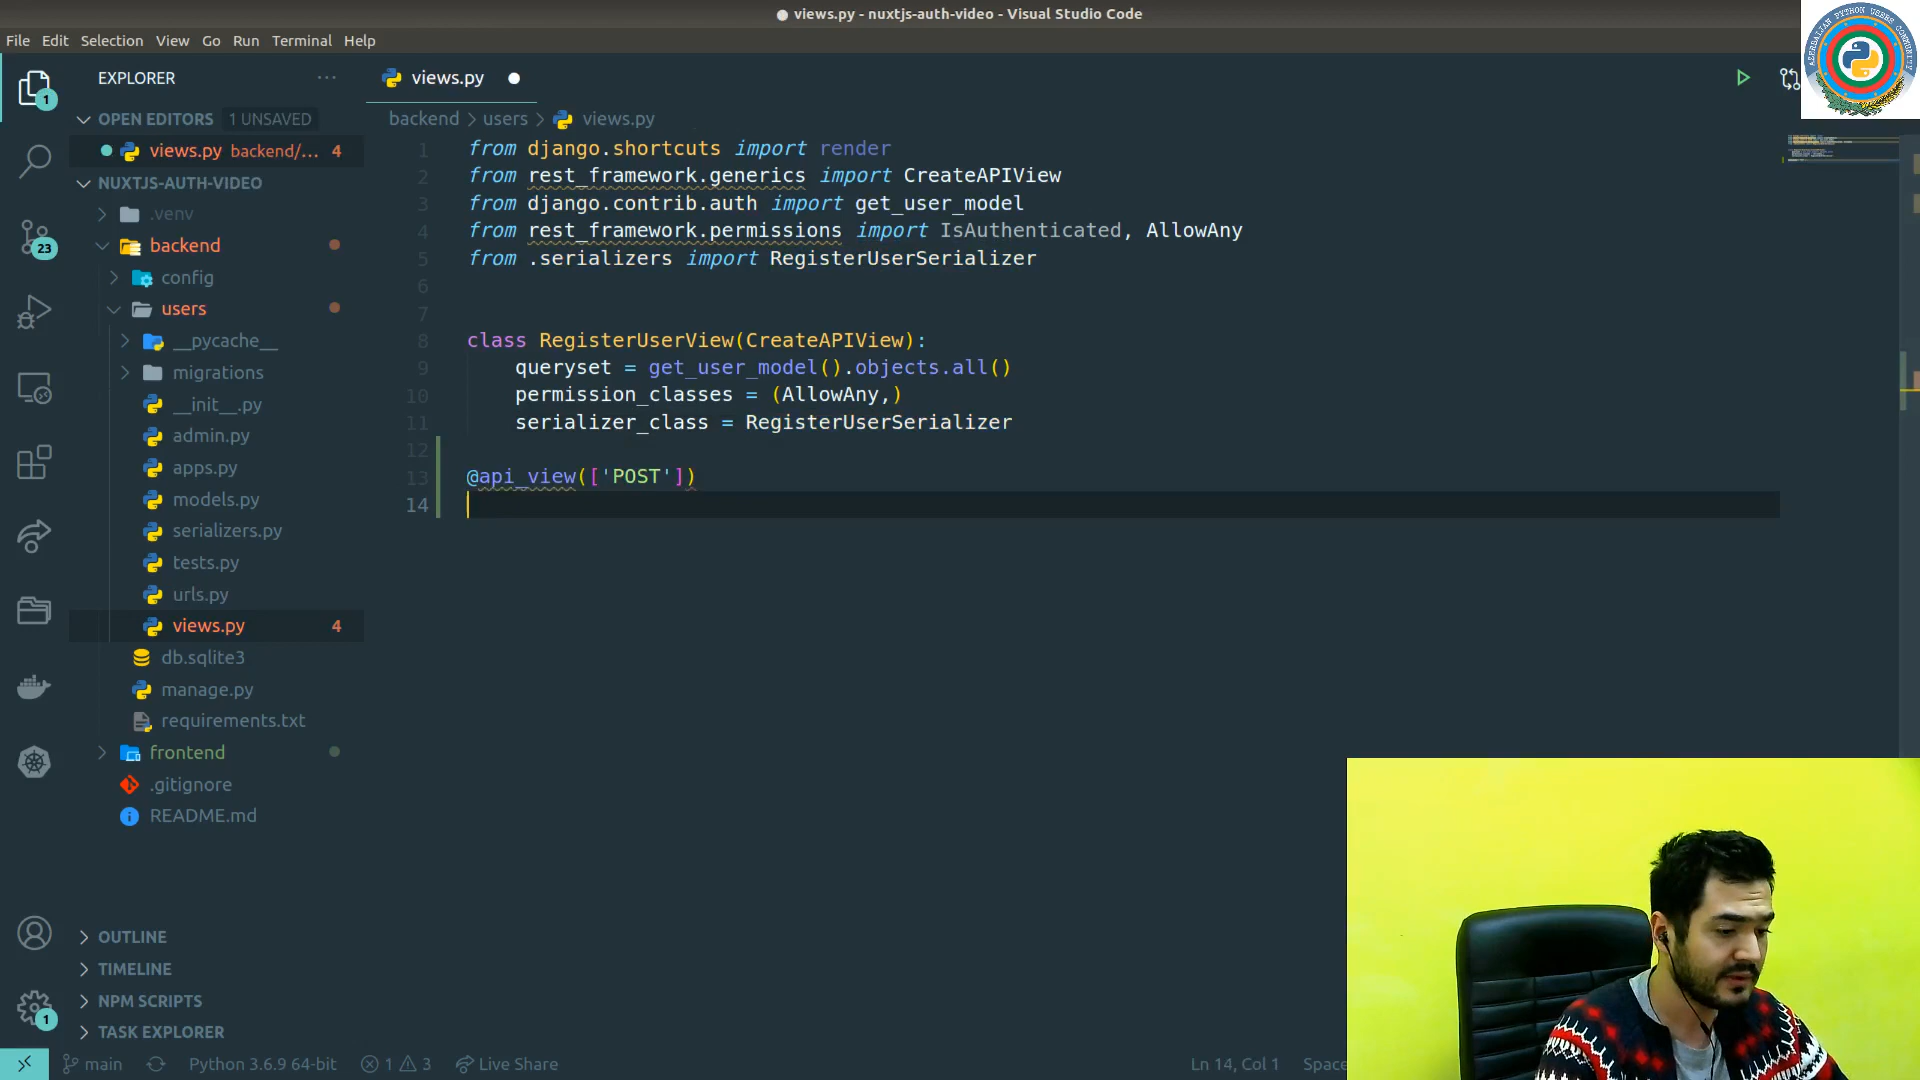 views.py - nuxtjs-auth-video - Visual Studio Code
File Edit Selection View Go Run Terminal Help
AZERBAIJAN PYTHON USERS COMMUNITY
EXPLORER
views.py
OPEN EDITORS 1 UNSAVED
backend > users > views.py
views.py backend/... 4
NUXTJS-AUTH-VIDEO
.venv
backend
config
users
__pycache__
migrations
__init__.py
admin.py
apps.py
models.py
serializers.py
tests.py
urls.py
views.py 4
db.sqlite3
manage.py
requirements.txt
frontend
.gitignore
README.md
OUTLINE
TIMELINE
NPM SCRIPTS
TASK EXPLORER
1
23
1
1 from django.shortcuts import render
2 from rest_framework.generics import CreateAPIView
3 from django.contrib.auth import get_user_model
4 from rest_framework.permissions import IsAuthenticated, AllowAny
5 from .serializers import RegisterUserSerializer
6
7
8 class RegisterUserView(CreateAPIView):
9 queryset = get_user_model().objects.all()
10 permission_classes = (AllowAny,)
11 serializer_class = RegisterUserSerializer
12
13 @api_view(['POST'])
14
main Python 3.6.9 64-bit 1 3 Live Share Ln 14, Col 1 Space